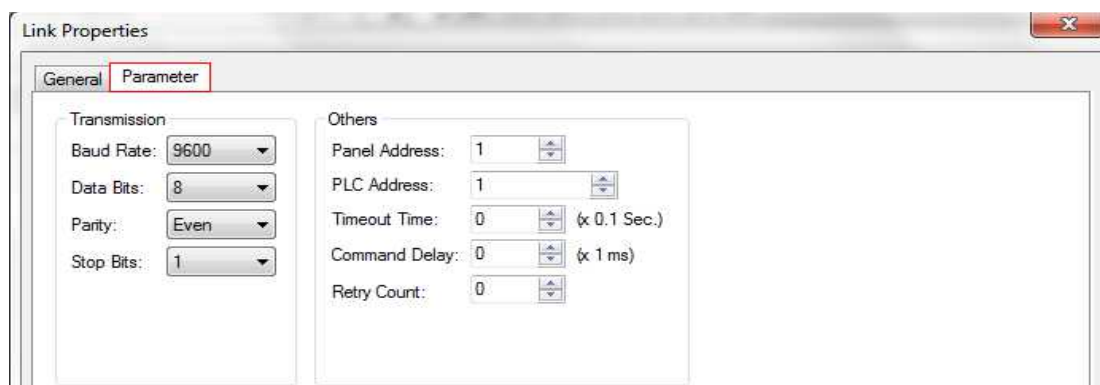 Link Properties
General Parameter
Transmission
Baud Rate: 9600
Data Bits: 8
Parity: Even
Stop Bits: 1
Others
Panel Address: 1
PLC Address: 1
Timeout Time: 0 (x 0.1 Sec.)
Command Delay: 0 (x 1 ms)
Retry Count: 0